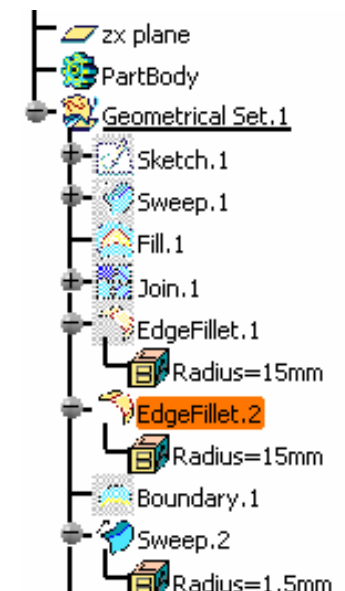 zx plane
PartBody
Geometrical Set.1
Sketch.1
Sweep.1
Fill.1
Join.1
EdgeFillet.1
Radius=15mm
EdgeFillet.2
Radius=15mm
Boundary.1
Sweep.2
Radius=1.5mm